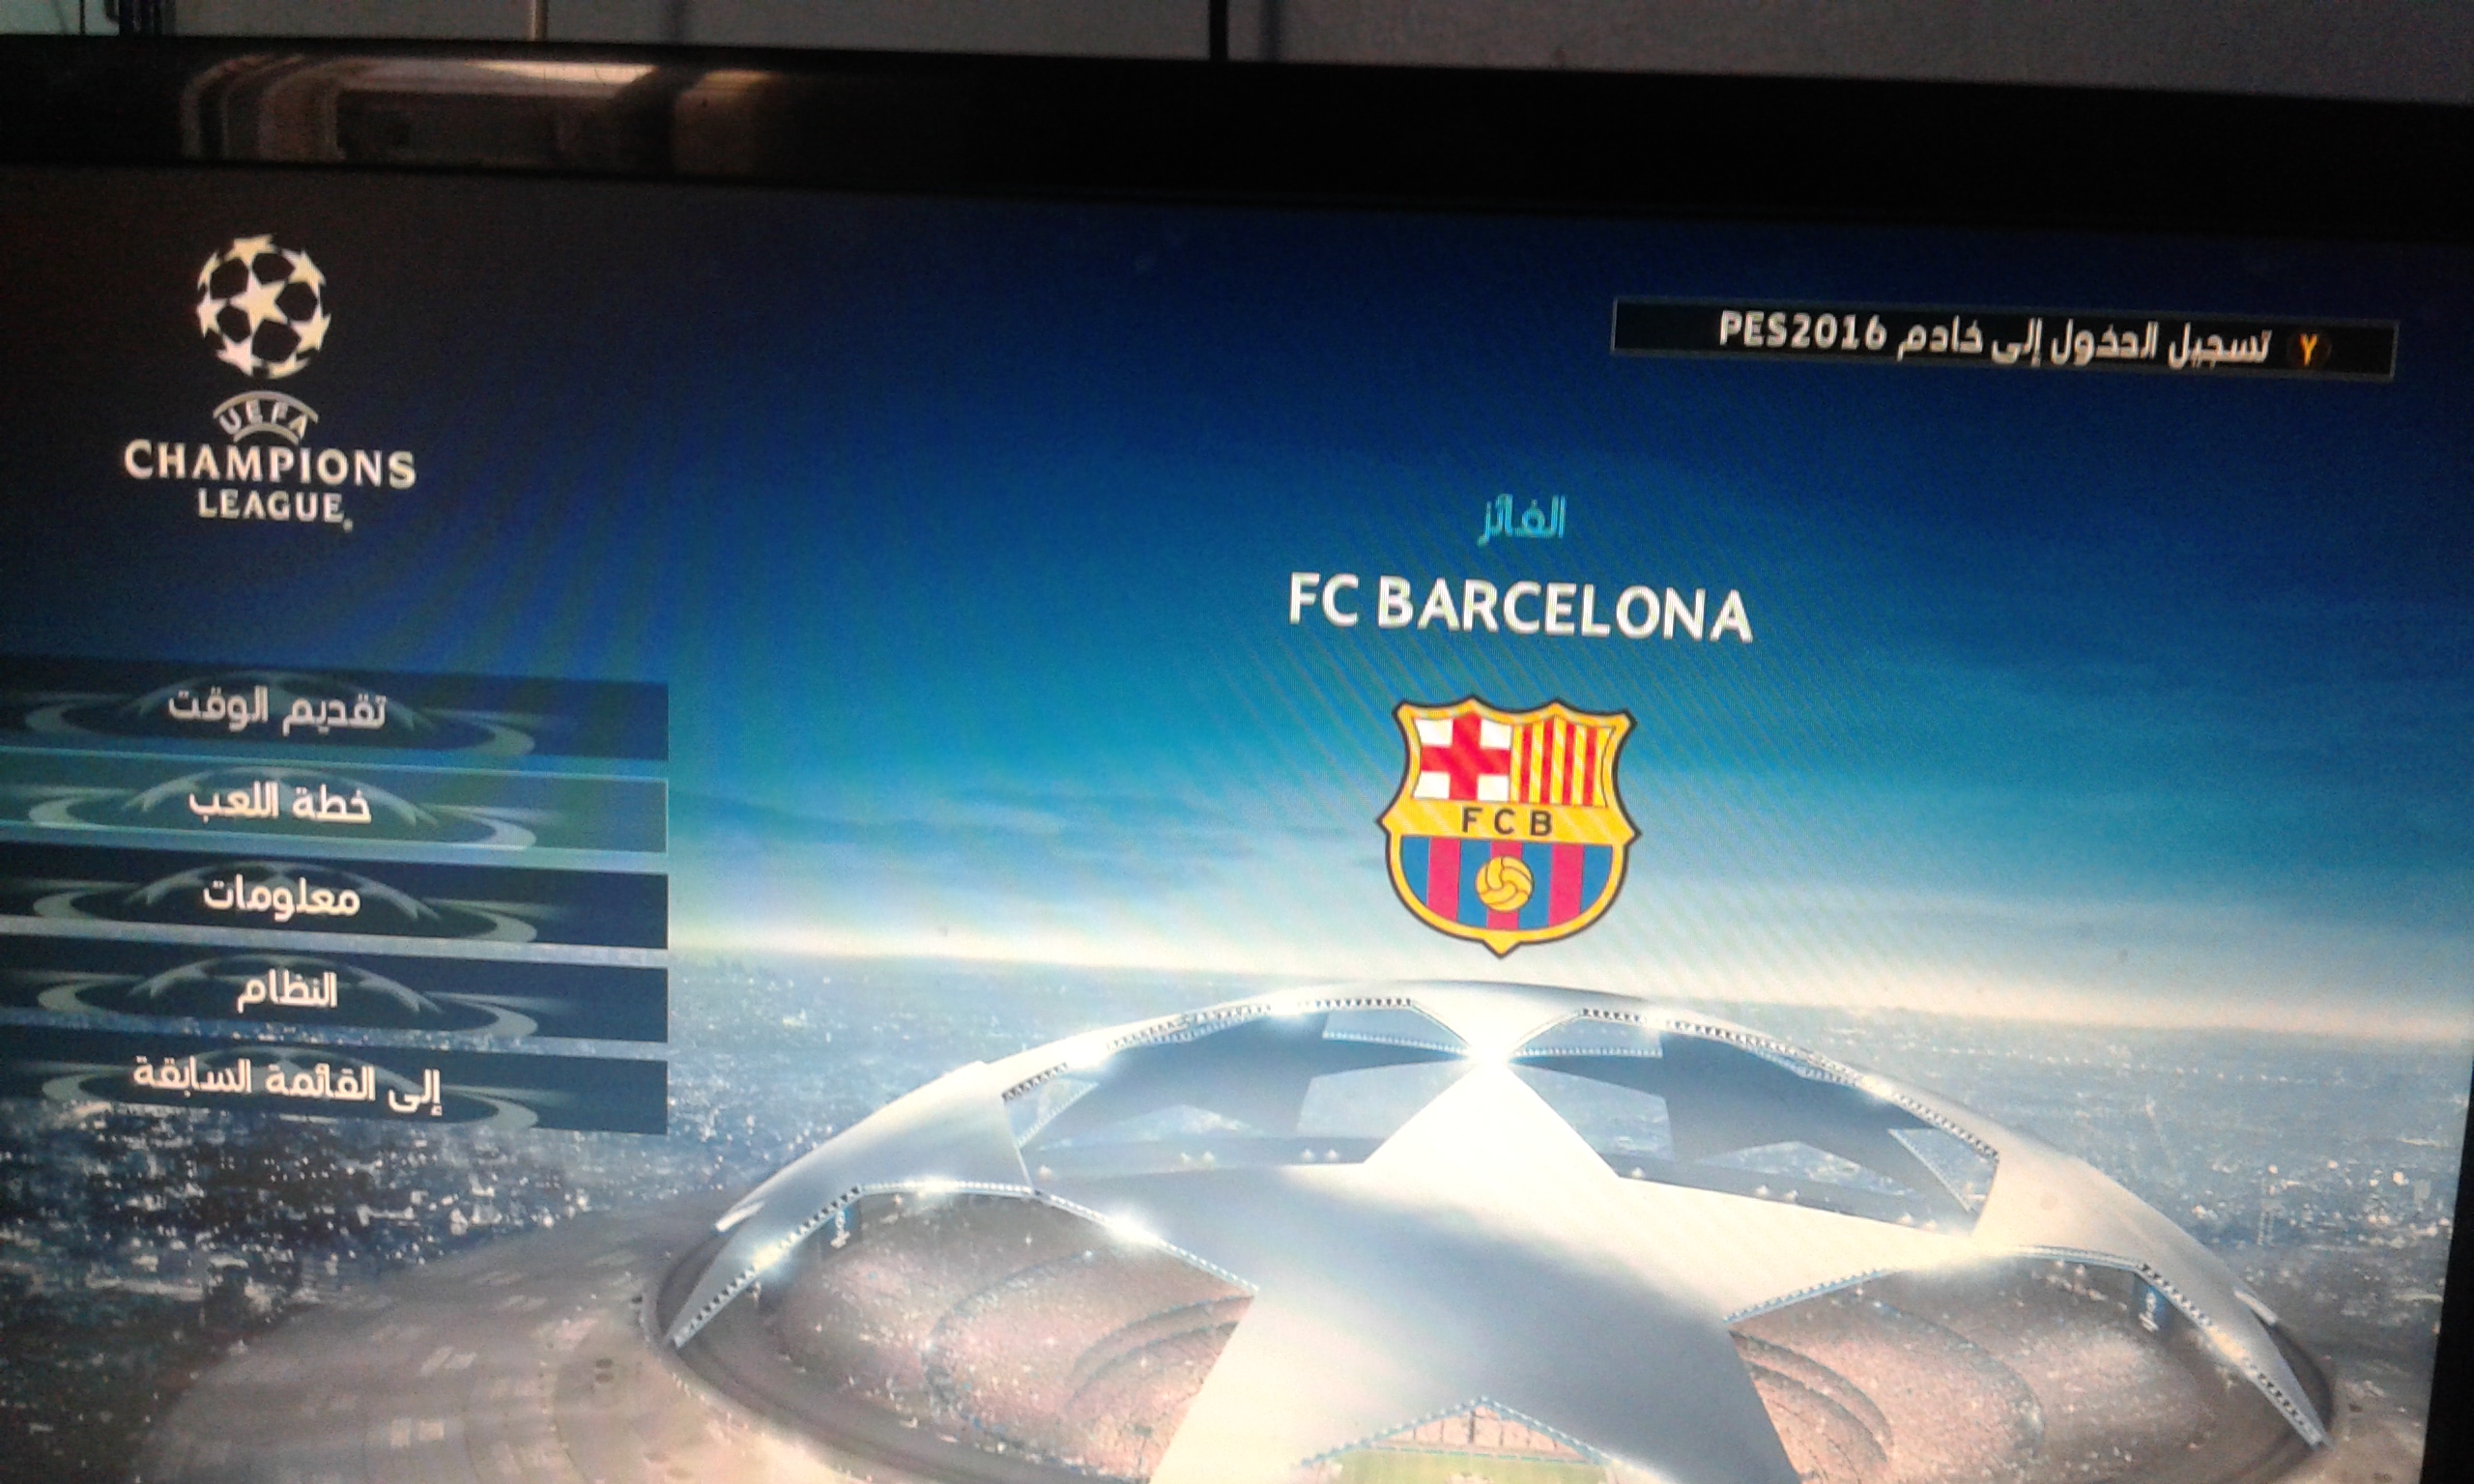 Y تسجيل الدخول إلى خادم PES2016
UEFA
CHAMPIONS
LEAGUE
الفائز
FC BARCELONA
FCB
تقديم الوقت
خطة اللعب
معلومات
النظام
إلى القائمة السابقة